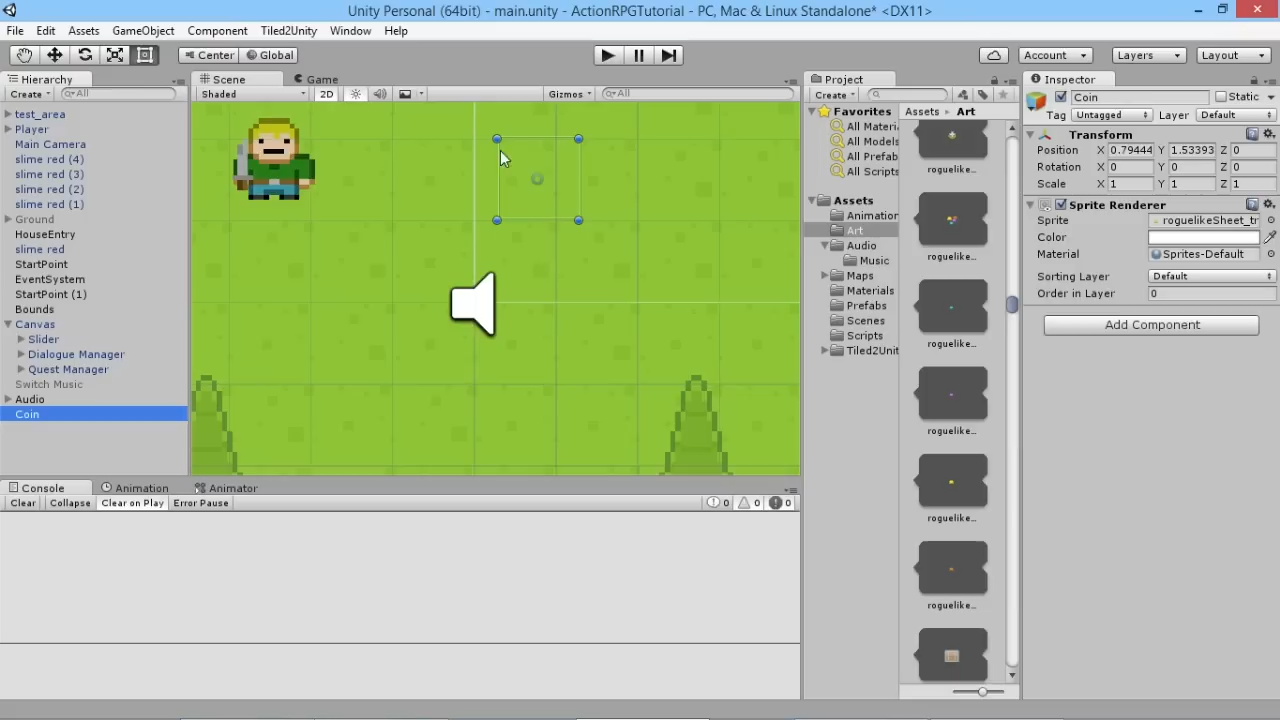 Unity Personal (64bit) - main.unity - ActionRPGTutorial - PC, Mac & Linux Standalone* <DX11>
File Edit Assets GameObject Component Tiled2Unity Window Help
Center Global Account Layers Layout
Hierarchy Scene Game Project Inspector
Create All Shaded 2D Gizmos All Create
Coin Static
Tag Untagged Layer Default
test_area
Player
Main Camera
slime red (4)
slime red (3)
slime red (2)
slime red (1)
Ground
HouseEntry
slime red
StartPoint
EventSystem
StartPoint (1)
Bounds
Canvas
Slider
Dialogue Manager
Quest Manager
Switch Music
Audio
Coin
Favorites
All Materi
All Models
All Prefab
All Scripts
Assets
Animation
Art
Audio
Music
Maps
Materials
Prefabs
Scenes
Scripts
Tiled2Unit
Assets Art
roguelike...
roguelike...
roguelike...
roguelike...
roguelike...
roguelike...
Transform
Position X 0.79444 Y 1.53393 Z 0
Rotation X 0 Y 0 Z 0
Scale X 1 Y 1 Z 1
Sprite Renderer
Sprite roguelikeSheet_tr
Color
Material Sprites-Default
Sorting Layer Default
Order in Layer 0
Add Component
Console Animation Animator
Clear Collapse Clear on Play Error Pause 0 0 0